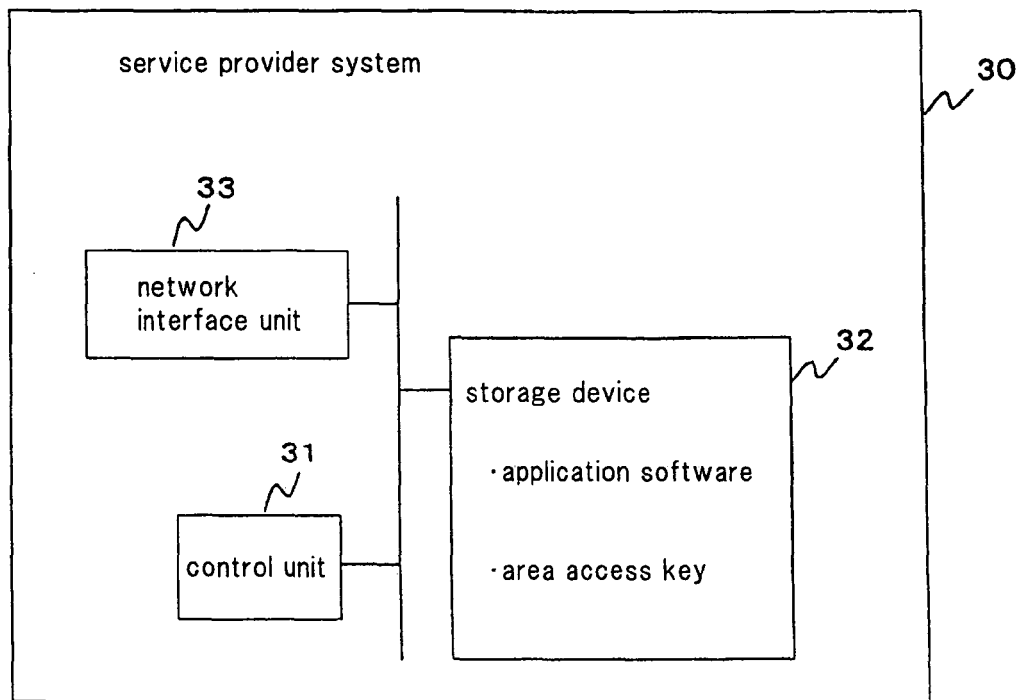 service provider system
30
33
network
interface unit
32
storage device
・application software
・area access key
31
control unit